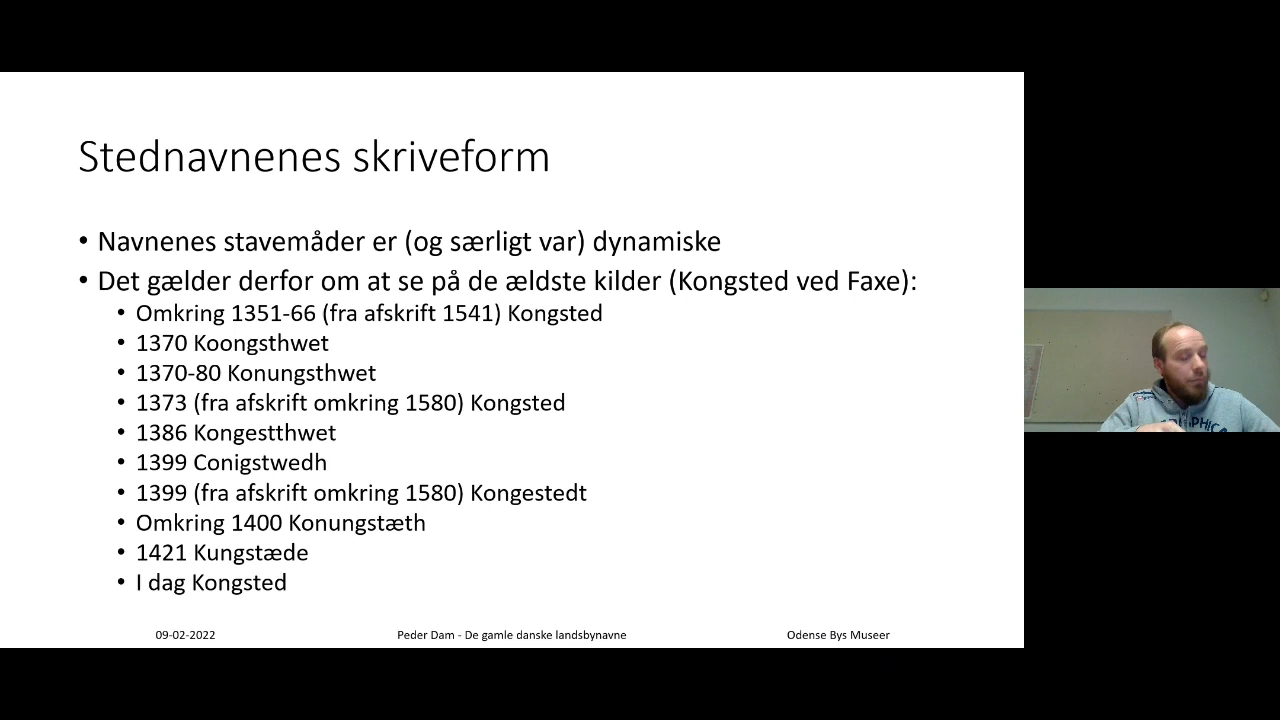 Stednavnenes skriveform
• Navnenes stavemåder er (og særligt var) dynamiske
• Det gælder derfor om at se på de ældste kilder (Kongsted ved Faxe):
• Omkring 1351-66 (fra afskrift 1541) Kongsted
• 1370 Koongsthwet
• 1370-80 Konungsthwet
• 1373 (fra afskrift omkring 1580) Kongsted
• 1386 Kongestthwet
• 1399 Conigstwedh
• 1399 (fra afskrift omkring 1580) Kongestedt
• Omkring 1400 Konungstæth
• 1421 Kungstæde
• I dag Kongsted
09-02-2022 Peder Dam - De gamle danske landsbynavne Odense Bys Museer